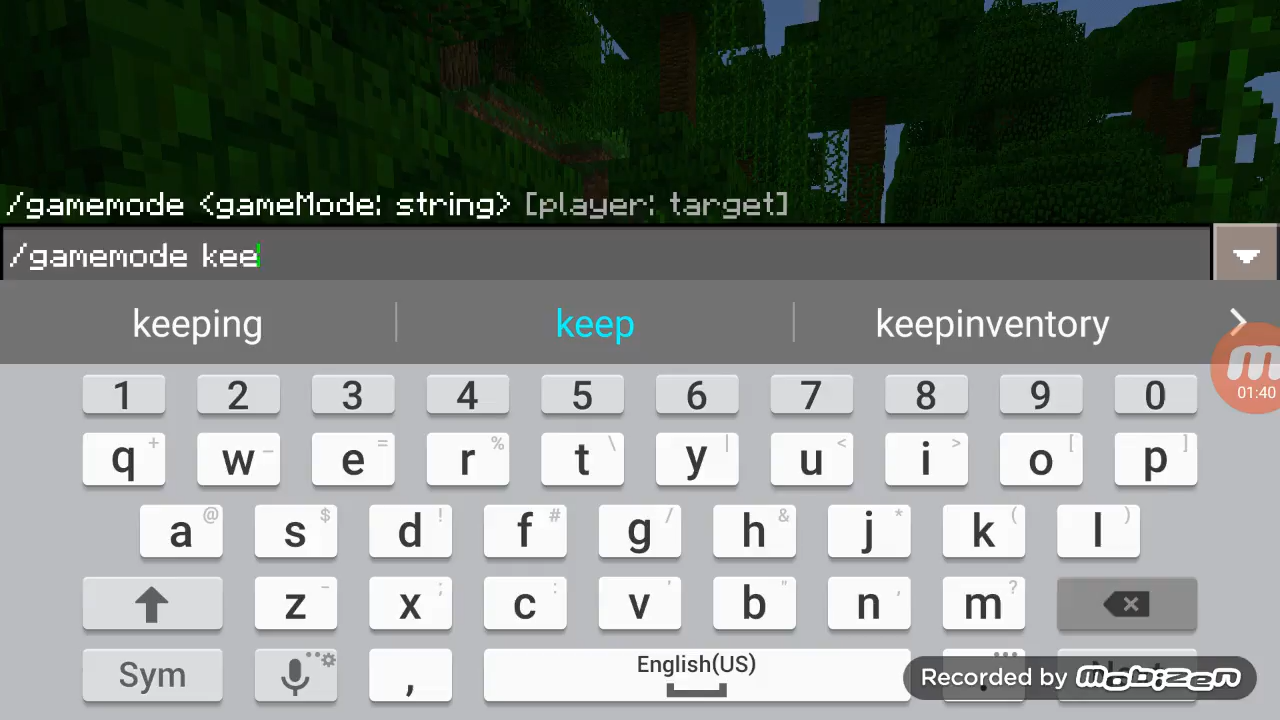 /gamemode <gameMode: string> [player: target]
/gamemode kee
keeping keep keepinventory
01:40
1 2 3 4 5 6 7 8 9 0
q + w _ e = r % t \ y | u < i > o [ p ]
a @ s $ d ! f # g / h & j * k ( l )
z - x ; c : v ' b " n , m ?
Sym , English(US)
Recorded by mobizen